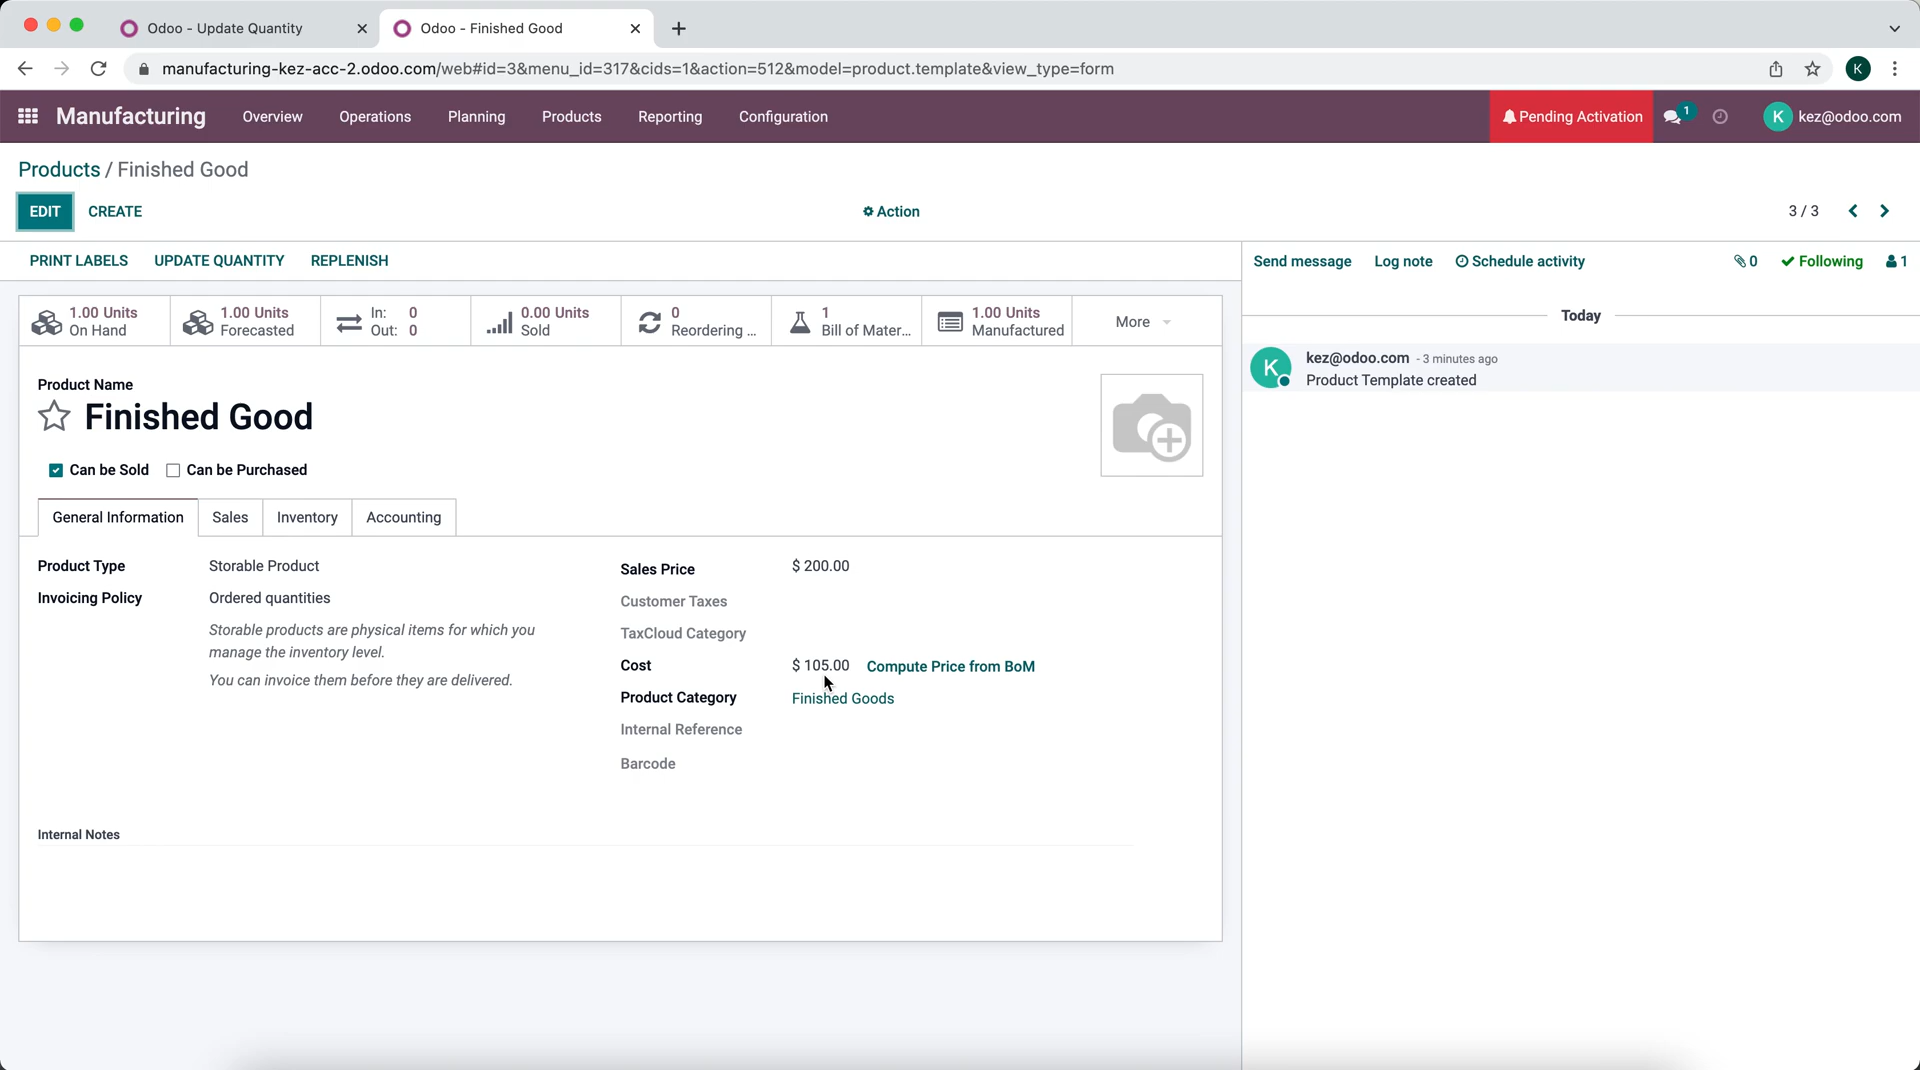 Odoo - Update Quantity
Odoo - Finished Good
manufacturing-kez-acc-2.odoo.com/web#id=3&menu_id=317&cids=1&action=512&model=product.template&view_type=form
K
Manufacturing Overview Operations Planning Products Reporting Configuration
Pending Activation 1 K kez@odoo.com
Products / Finished Good
EDIT CREATE
Action
3 / 3
PRINT LABELS UPDATE QUANTITY REPLENISH
1.00 Units
On Hand
1.00 Units
Forecasted
In: 0
Out: 0
0.00 Units
Sold
0
Reordering ...
1
Bill of Mater...
1.00 Units
Manufactured
More
Product Name
Finished Good
Can be Sold Can be Purchased
General Information Sales Inventory Accounting
Product Type Storable Product
Invoicing Policy Ordered quantities
Storable products are physical items for which you
manage the inventory level.
You can invoice them before they are delivered.
Sales Price $ 200.00
Customer Taxes
TaxCloud Category
Cost $ 105.00 Compute Price from BoM
Product Category Finished Goods
Internal Reference
Barcode
Internal Notes
Send message Log note Schedule activity 0 Following 1
Today
K
kez@odoo.com - 3 minutes ago
Product Template created